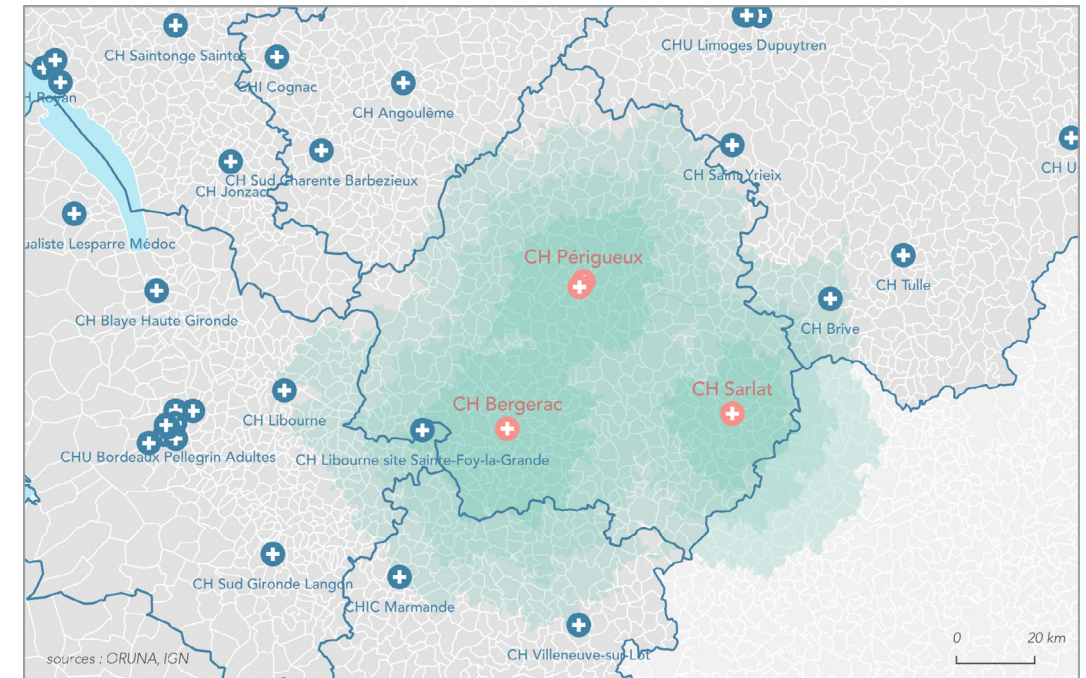 CHU Limoges Dupuytren
CH Saintonge Saintes
CHI Cognac
H Royan
CH Angoulême
CH Saint Yrieix
CH U
CH Sud Charente Barbezieux
CH Jonzac
ualiste Lesparre Médoc
CH Périgueux
CH Tulle
CH Blaye Haute Gironde
CH Brive
CH Sarlat
CH Bergerac
CH Libourne
CHU Bordeaux Pellegrin Adultes
CH Libourne site Sainte-Foy-la-Grande
CH Sud Gironde Langon
CHIC Marmande
CH Villeneuve-sur-Lot
0 20 km
sources : ORUNA, IGN